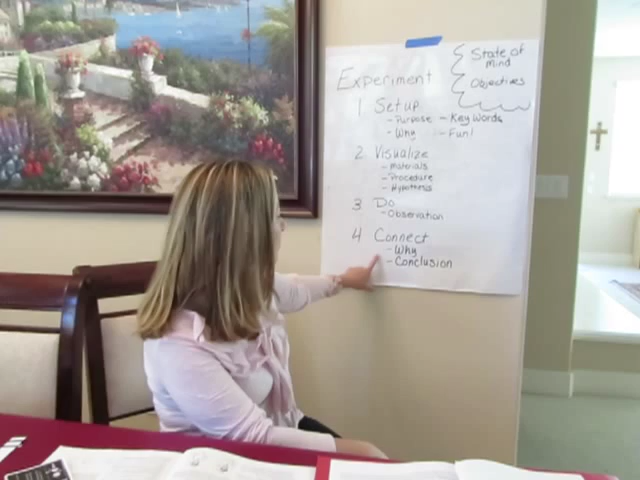 Experiment
State of
mind
Objectives
1 Setup
- Purpose - Key Words
- Why - Fun!
2 Visualize
- Materials
- Procedure
- Hypothesis
3 Do
- Observation
4 Connect
- Why
- Conclusion